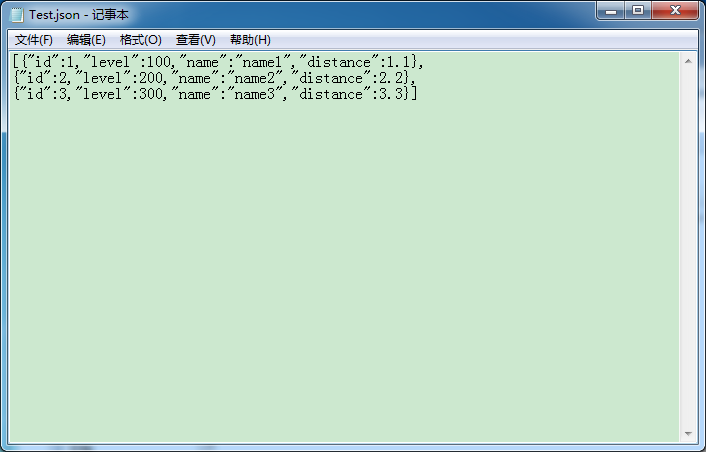 Test.json - 记事本
文件(F) 编辑(E) 格式(O) 查看(V) 帮助(H)
[{"id":1,"level":100,"name":"name1","distance":1.1},
{"id":2,"level":200,"name":"name2","distance":2.2},
{"id":3,"level":300,"name":"name3","distance":3.3}]